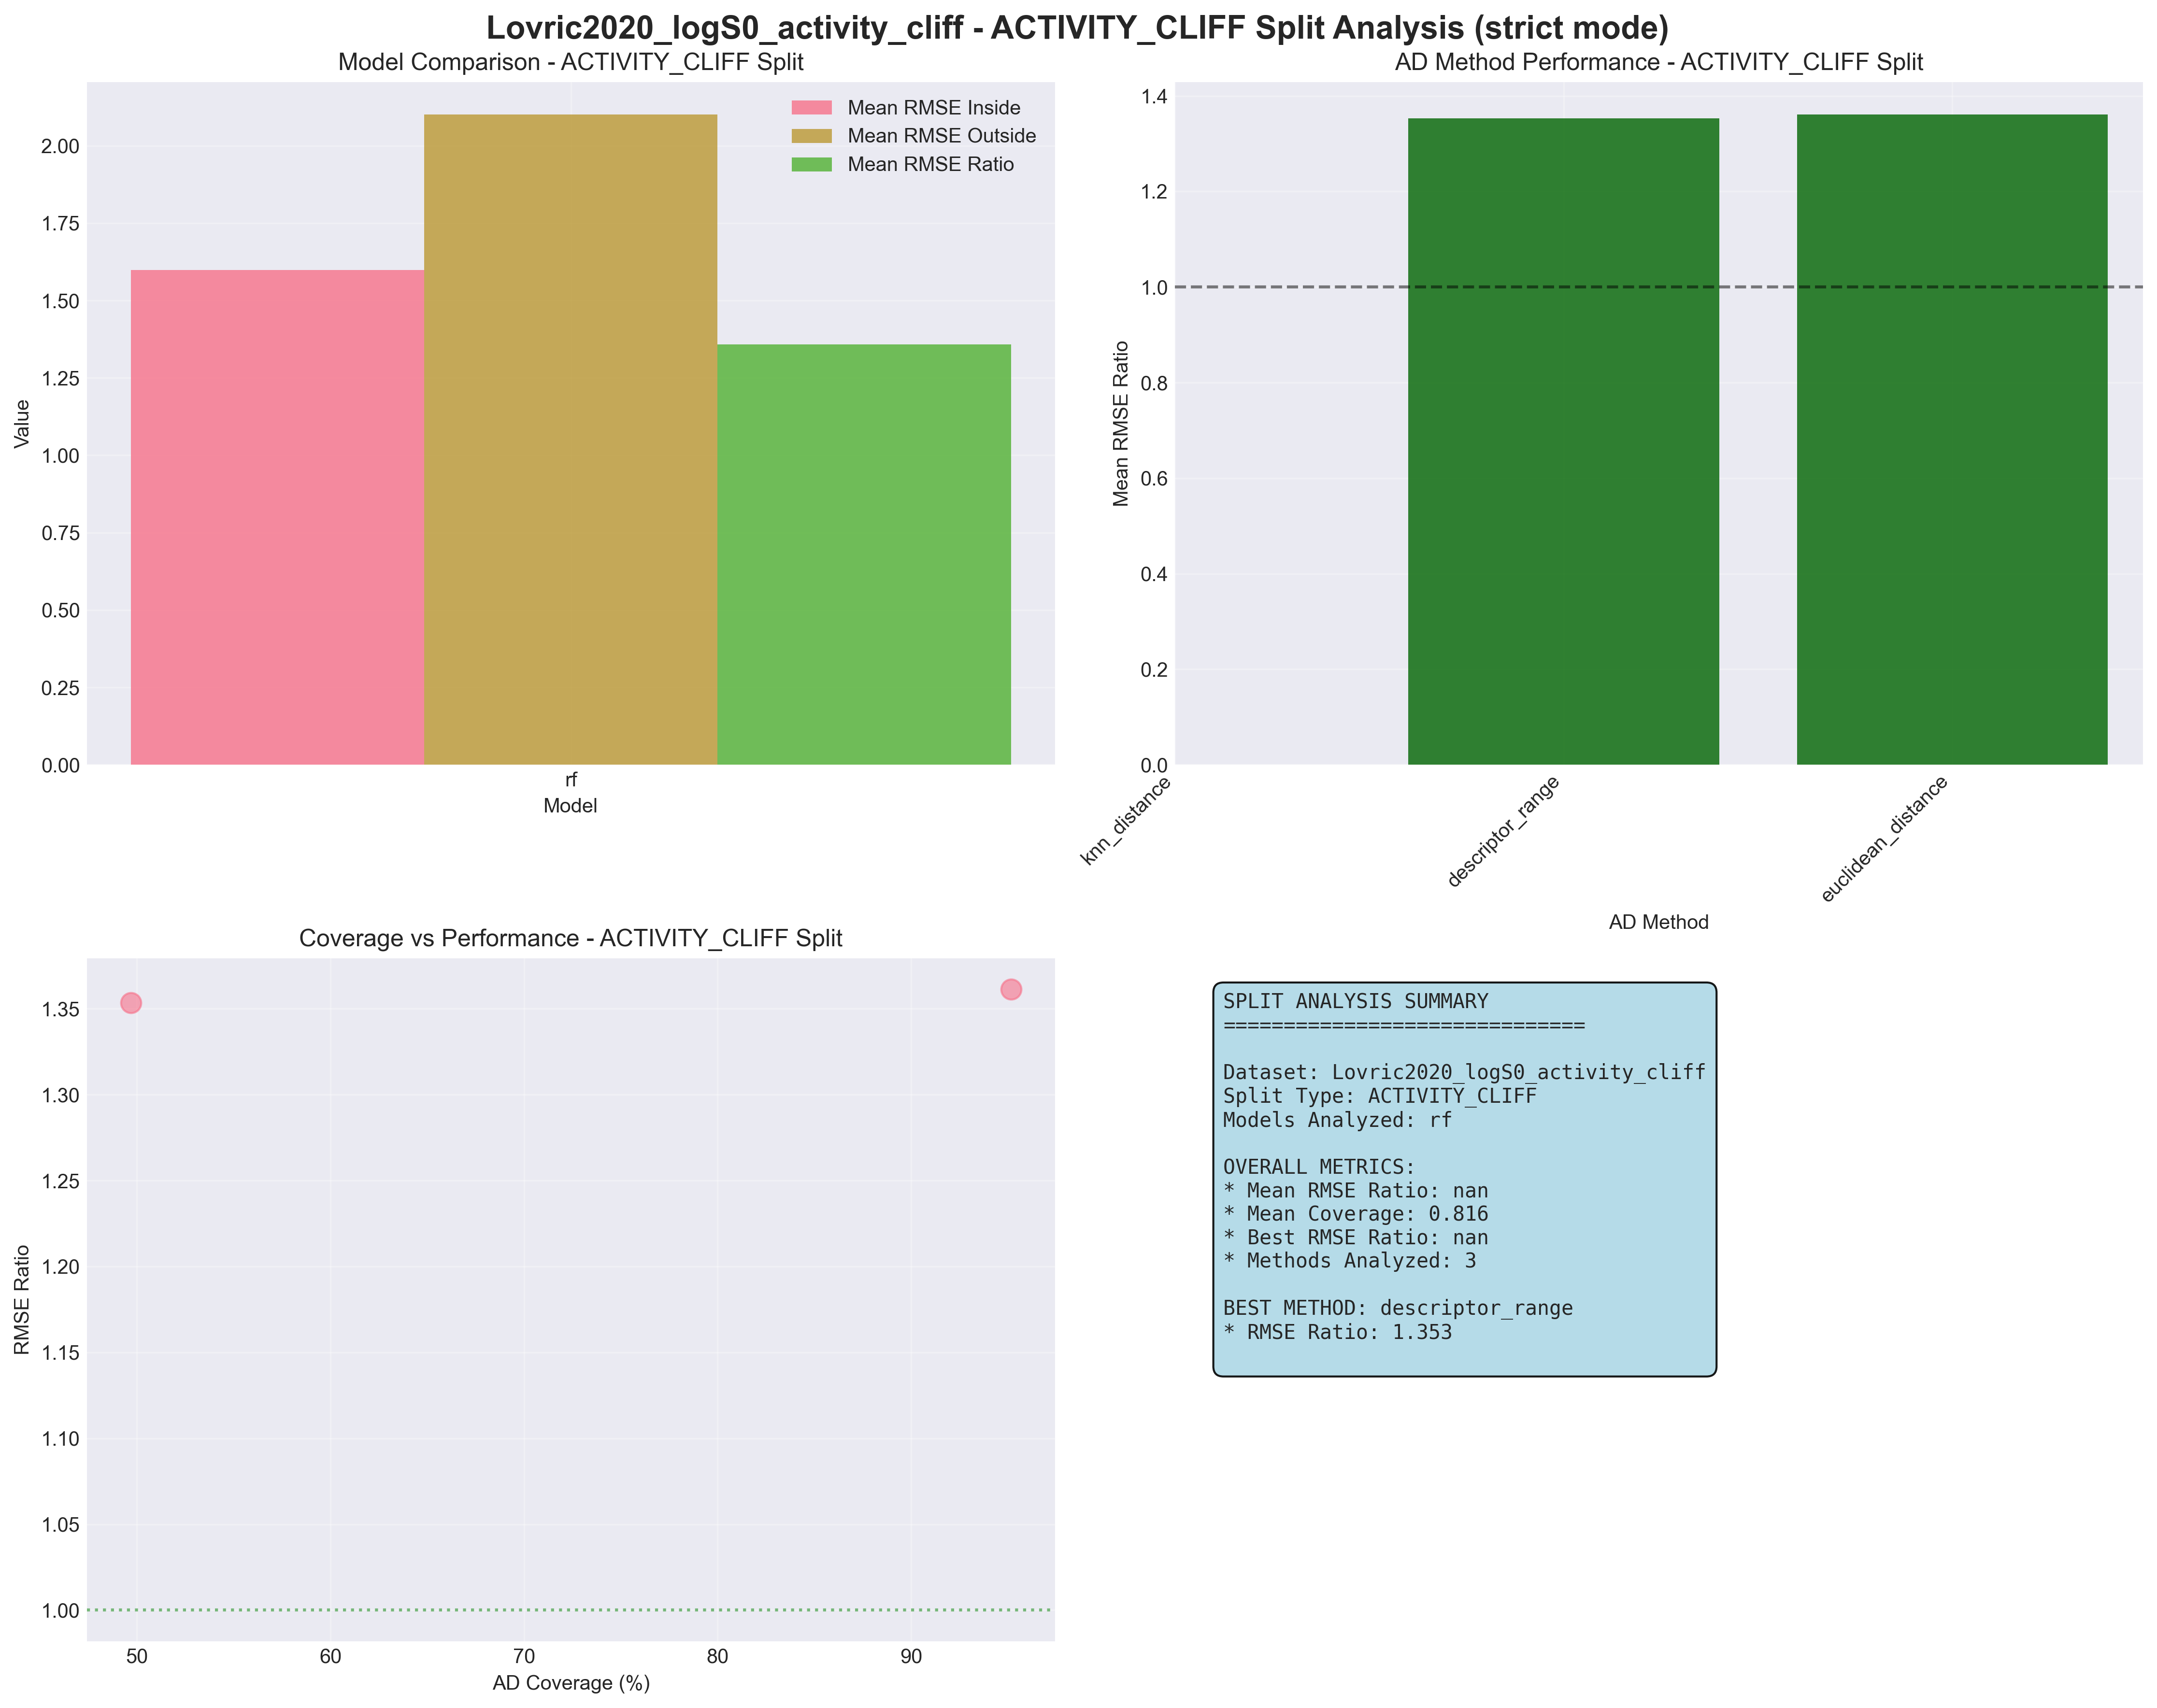 Lovric2020_logS0_activity_cliff - ACTIVITY_CLIFF Split Analysis (strict mode)
Model Comparison - ACTIVITY_CLIFF Split
Mean RMSE Inside
Mean RMSE Outside
Mean RMSE Ratio
2.00
1.75
1.50
1.25
1.00
0.75
0.50
0.25
0.00
Value
rf
Model
AD Method Performance - ACTIVITY_CLIFF Split
1.4
1.2
1.0
0.8
0.6
0.4
0.2
0.0
Mean RMSE Ratio
knn_distance
descriptor_range
euclidean_distance
AD Method
Coverage vs Performance - ACTIVITY_CLIFF Split
1.35
1.30
1.25
1.20
1.15
1.10
1.05
1.00
RMSE Ratio
50 60 70 80 90
AD Coverage (%)
SPLIT ANALYSIS SUMMARY
==============================
Dataset: Lovric2020_logS0_activity_cliff
Split Type: ACTIVITY_CLIFF
Models Analyzed: rf
OVERALL METRICS:
* Mean RMSE Ratio: nan
* Mean Coverage: 0.816
* Best RMSE Ratio: nan
* Methods Analyzed: 3
BEST METHOD: descriptor_range
* RMSE Ratio: 1.353